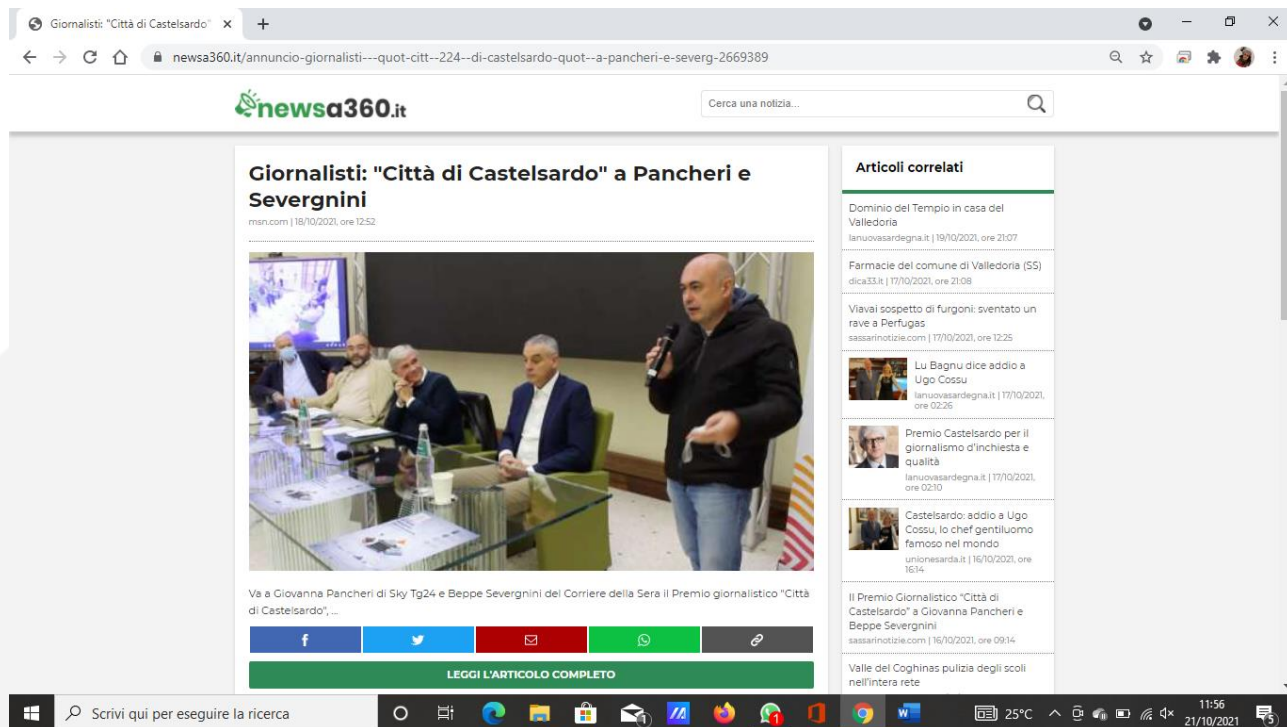 Giornalisti: "Città di Castelsardo"
newsa360.it/annuncio-giornalisti---quot-citt--224--di-castelsardo-quot--a-pancheri-e-severg-2669389
newsa360.it
Cerca una notizia...
Giornalisti: "Città di Castelsardo" a Pancheri e
Severgnini
msn.com | 18/10/2021, ore 12:52
Va a Giovanna Pancheri di Sky Tg24 e Beppe Severgnini del Corriere della Sera il Premio giornalistico "Città
di Castelsardo", ...
LEGGI L'ARTICOLO COMPLETO
Articoli correlati
Dominio del Tempio in casa del
Valledoria
lanuovasardegna.it | 19/10/2021, ore 21:07
Farmacie del comune di Valledoria (SS)
dica33.it | 17/10/2021, ore 21:08
Viavai sospetto di furgoni: sventato un
rave a Perfugas
sassarinotizie.com | 17/10/2021, ore 12:25
Lu Bagnu dice addio a
Ugo Cossu
lanuovasardegna.it | 17/10/2021,
ore 02:26
Premio Castelsardo per il
giornalismo d'inchiesta e
qualità
lanuovasardegna.it | 17/10/2021,
ore 02:10
Castelsardo: addio a Ugo
Cossu, lo chef gentiluomo
famoso nel mondo
unionesarda.it | 16/10/2021, ore
16:14
Il Premio Giornalistico "Città di
Castelsardo" a Giovanna Pancheri e
Beppe Severgnini
sassarinotizie.com | 16/10/2021, ore 09:14
Valle del Coghinas pulizia degli scoli
nell'intera rete
Scrivi qui per eseguire la ricerca
23°C
11:56
21/10/2021